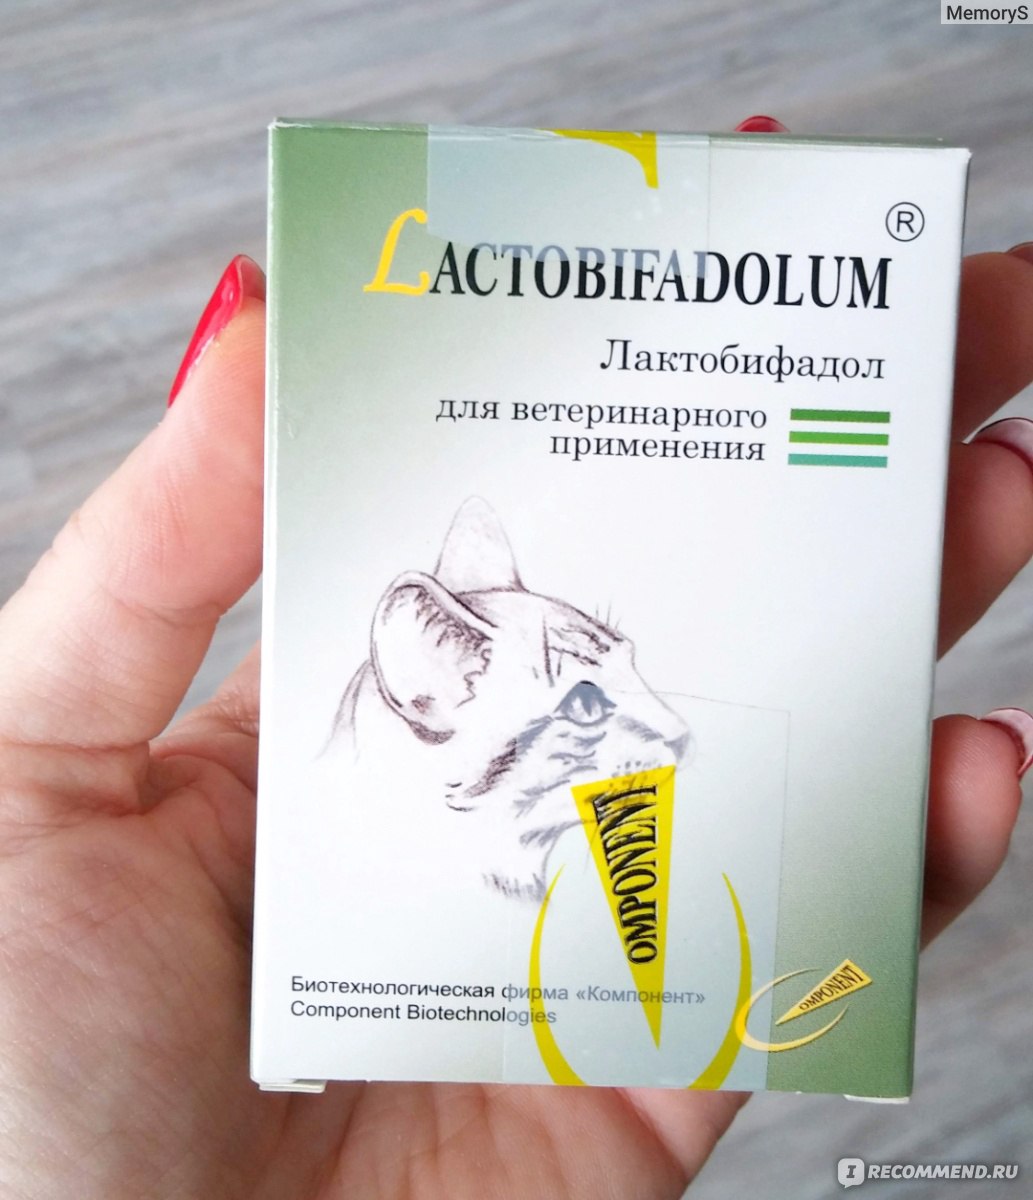 MemoryS
LACTOBIFADOLUM®
Лактобифадол
для ветеринарного
применения
OMPONENT
Биотехнологическая фирма «Компонент»
Component Biotechnologies
OMPONENT
I RECOMMEND.RU